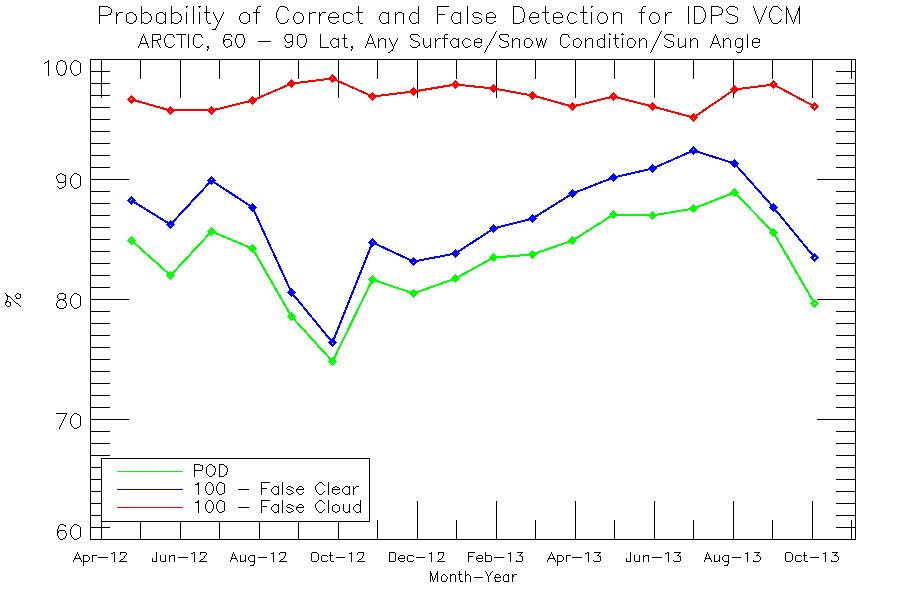 Probability of Correct and False Detection for IDPS VCM
ARCTIC, 60 – 90 Lat, Any Surface/Snow Condition/Sun Angle
100
90
80
70
60
%
POD
100 – False Clear
100 – False Cloud
Apr–12 Jun–12 Aug–12 Oct–12 Dec–12 Feb–13 Apr–13 Jun–13 Aug–13 Oct–13
Month–Year